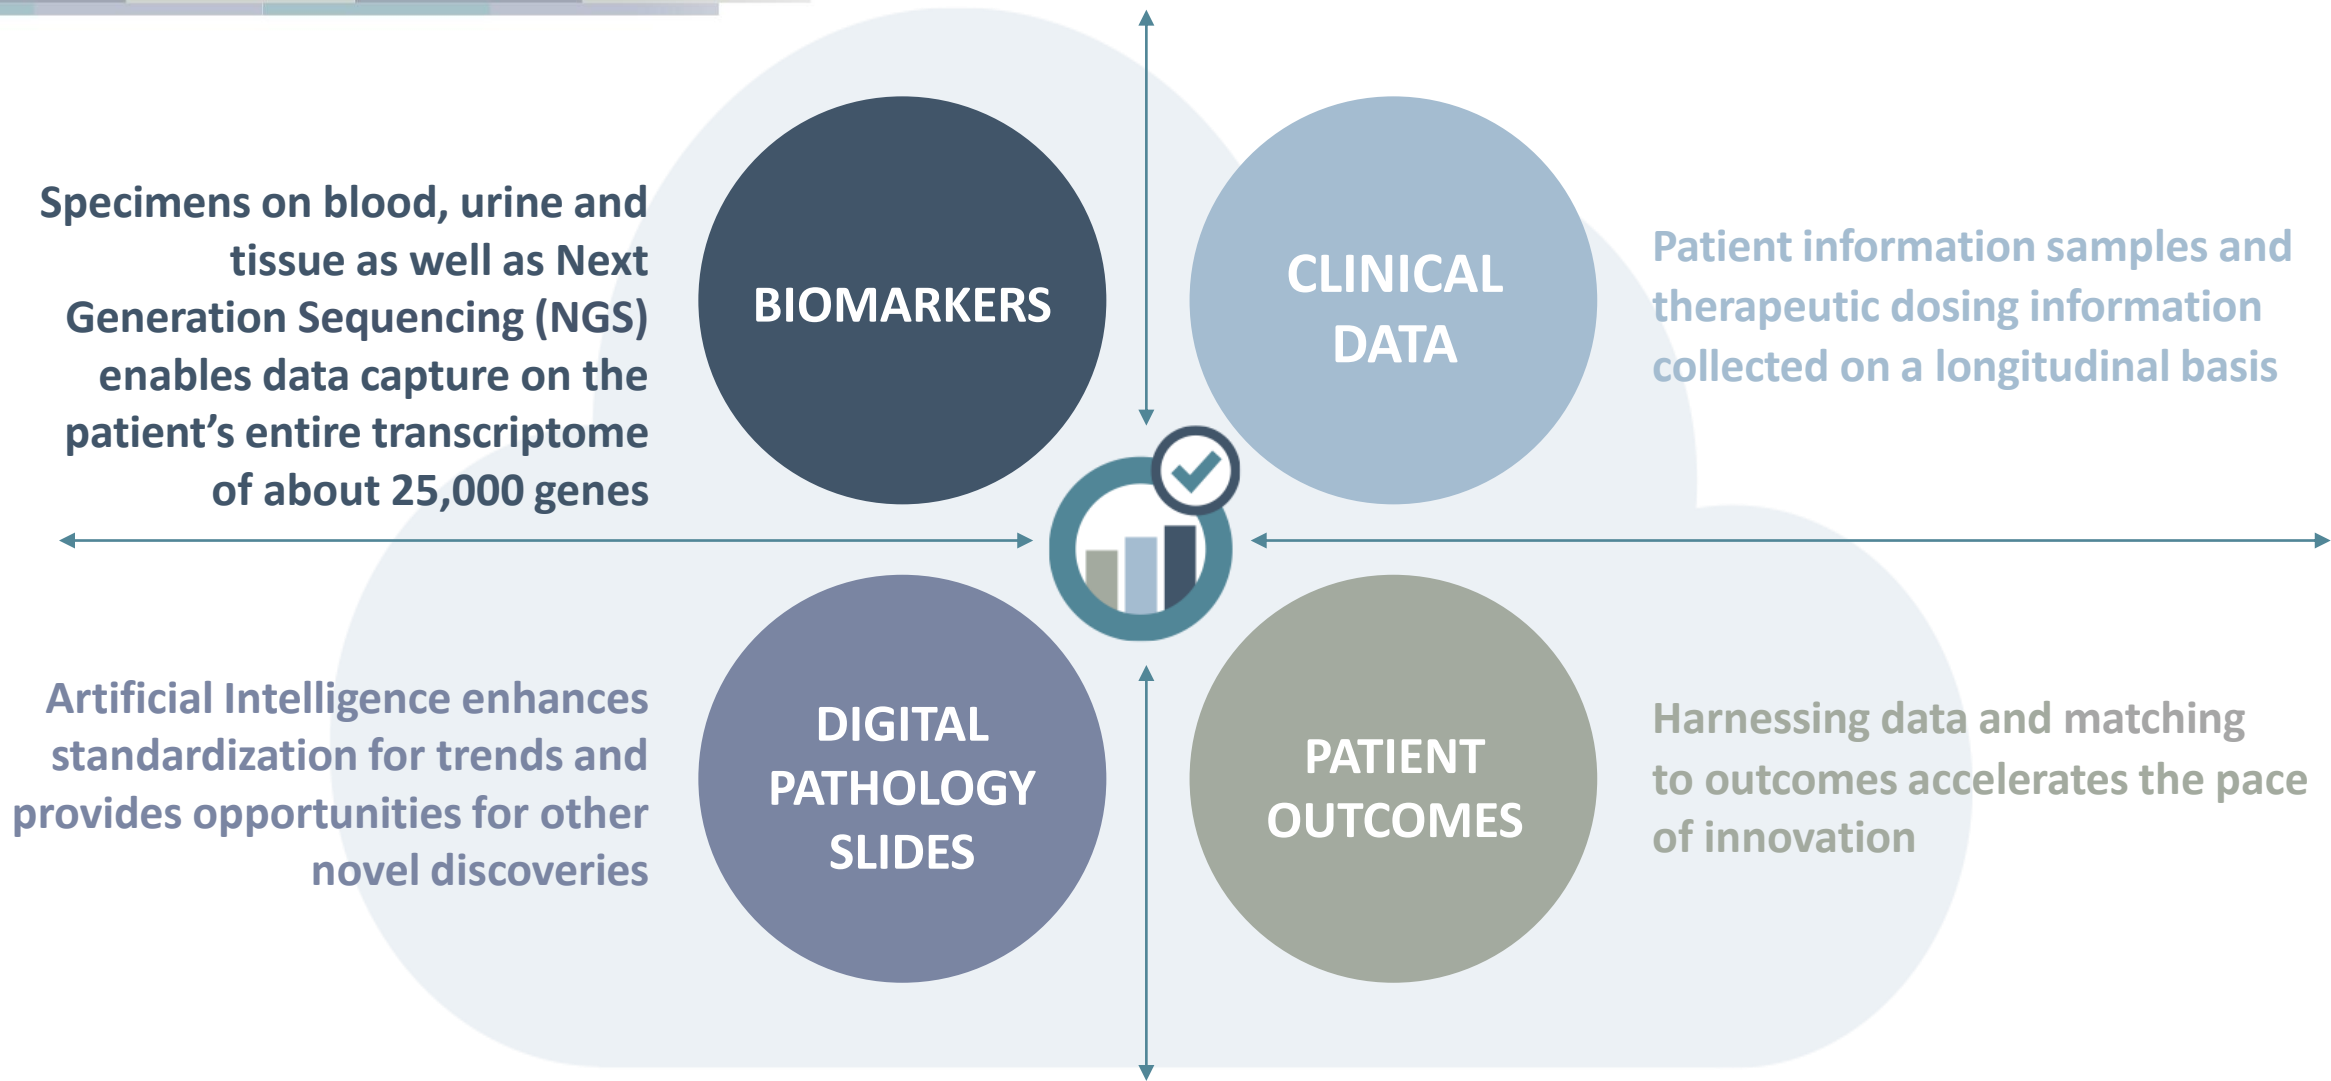 Specimens on blood, urine and
tissue as well as Next
Generation Sequencing (NGS)
enables data capture on the
patient’s entire transcriptome
of about 25,000 genes
BIOMARKERS
CLINICAL
DATA
Patient information samples and
therapeutic dosing information
collected on a longitudinal basis
Artificial Intelligence enhances
standardization for trends and
provides opportunities for other
novel discoveries
DIGITAL
PATHOLOGY
SLIDES
PATIENT
OUTCOMES
Harnessing data and matching
to outcomes accelerates the pace
of innovation